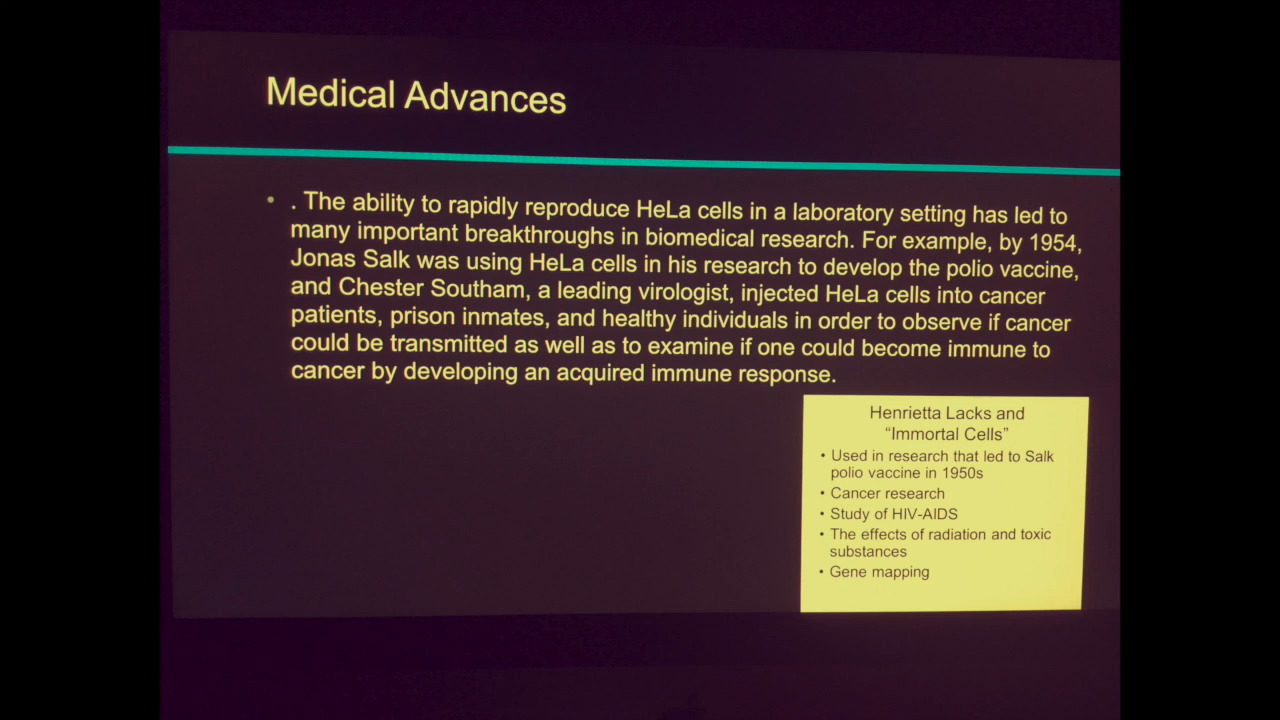 Medical Advances
• . The ability to rapidly reproduce HeLa cells in a laboratory setting has led to
many important breakthroughs in biomedical research. For example, by 1954,
Jonas Salk was using HeLa cells in his research to develop the polio vaccine,
and Chester Southam, a leading virologist, injected HeLa cells into cancer
patients, prison inmates, and healthy individuals in order to observe if cancer
could be transmitted as well as to examine if one could become immune to
cancer by developing an acquired immune response.
Henrietta Lacks and
“Immortal Cells”
• Used in research that led to Salk
polio vaccine in 1950s
• Cancer research
• Study of HIV-AIDS
• The effects of radiation and toxic
substances
• Gene mapping